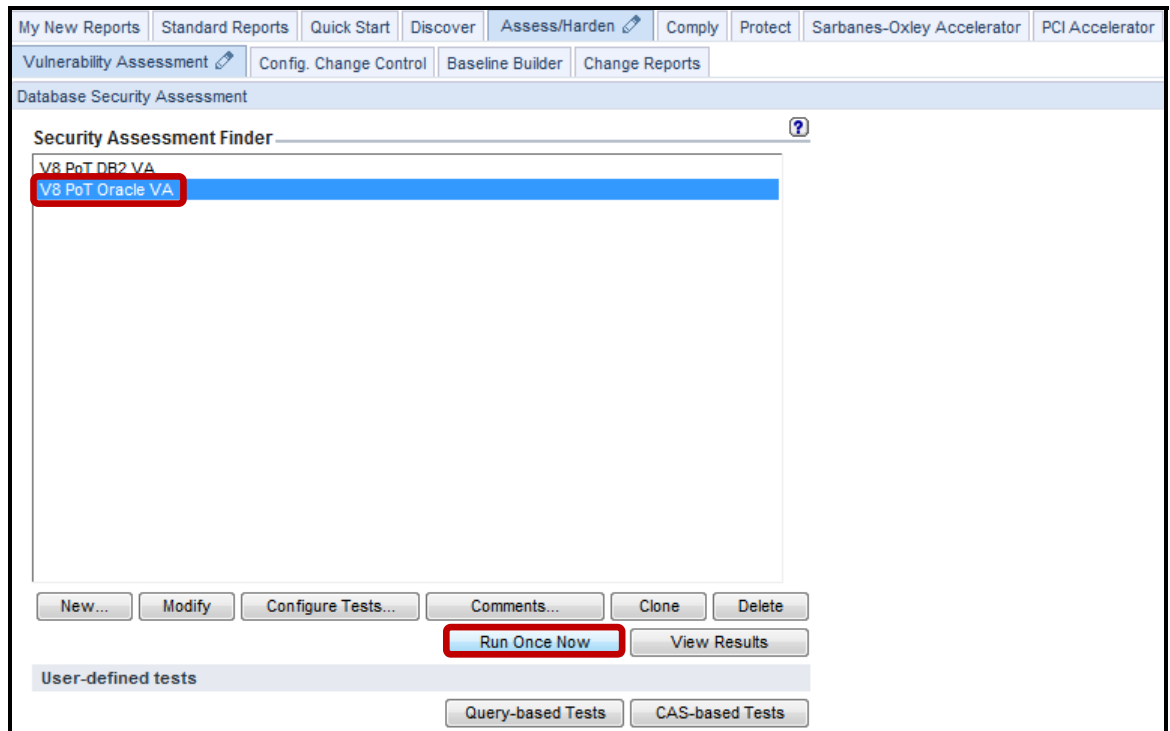 My New Reports Standard Reports Quick Start Discover Assess/Harden Comply Protect Sarbanes-Oxley Accelerator PCI Accelerator
Vulnerability Assessment Config. Change Control Baseline Builder Change Reports
Database Security Assessment
Security Assessment Finder ?
V8 PoT DB2 VA
V8 PoT Oracle VA
New... Modify Configure Tests... Comments... Clone Delete
Run Once Now View Results
User-defined tests
Query-based Tests CAS-based Tests